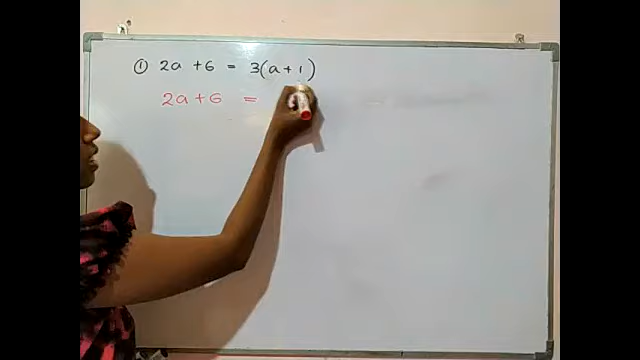 ① 2a + 6 = 3(a + 1)
2a + 6 =